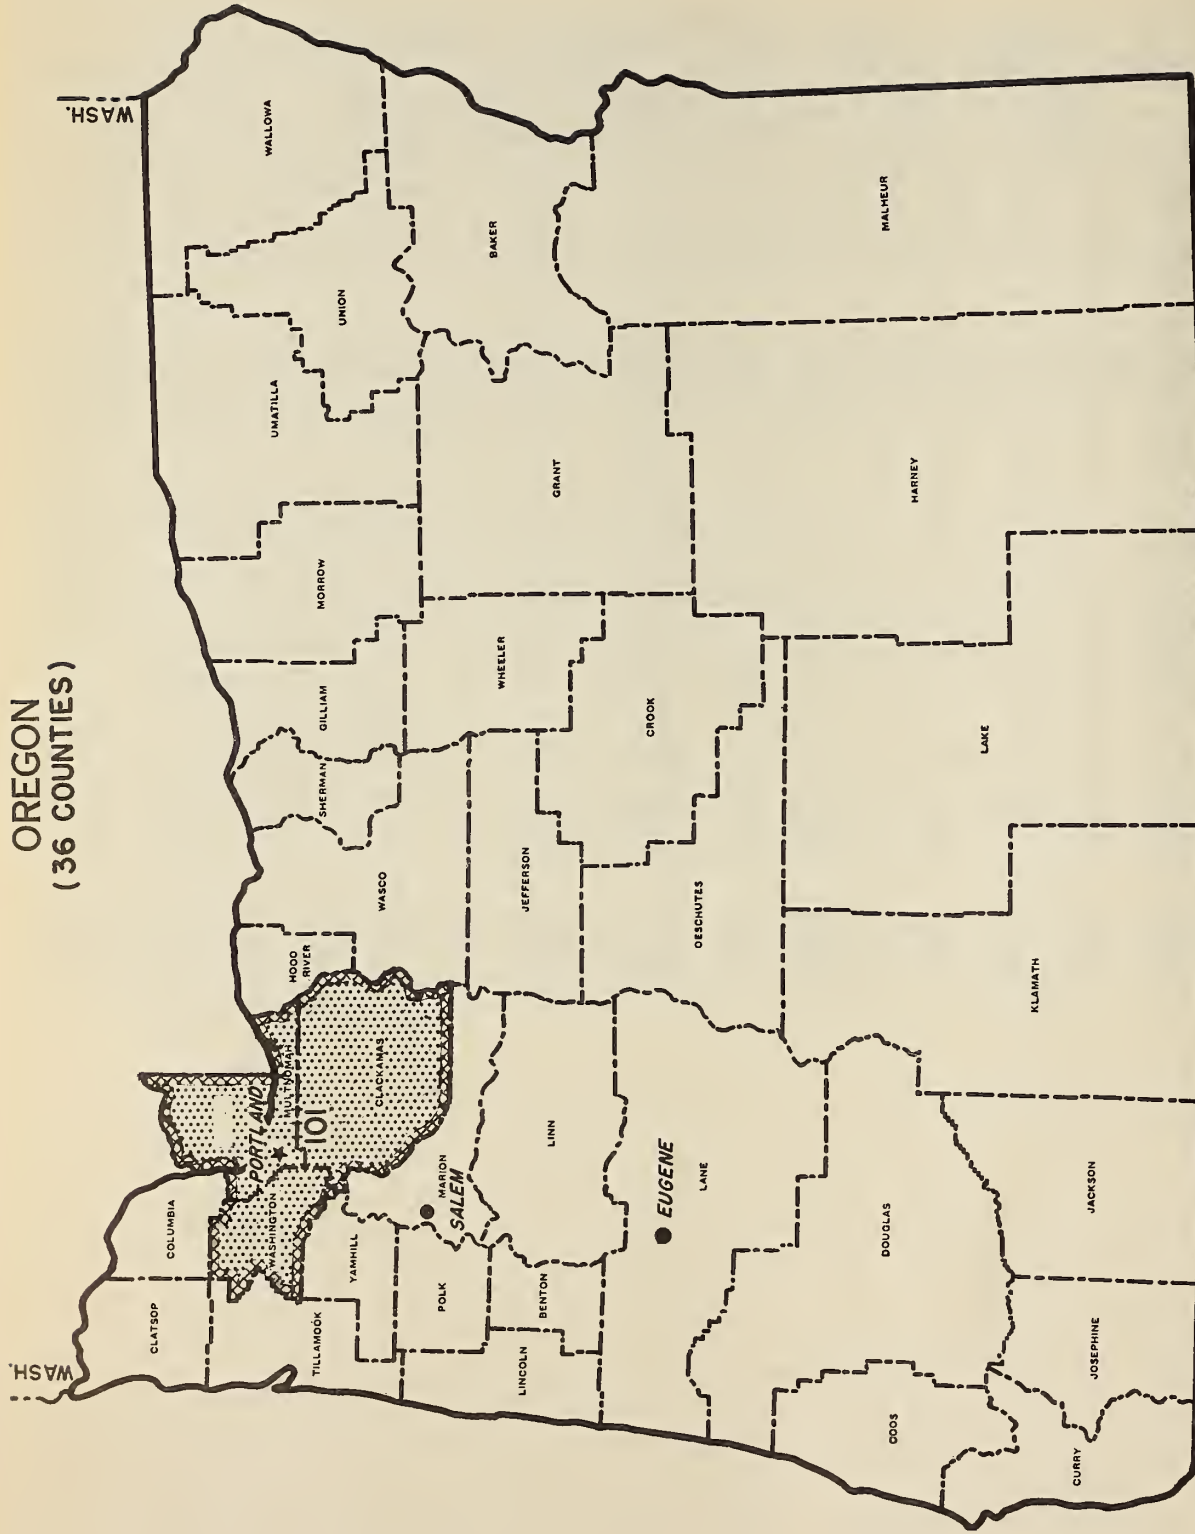 OREGON
(36 COUNTIES)
WASH.
WASH.
CLATSOP
COLUMBIA
TILLAMOOK
WASHINGTON
PORTLAND
MULTNOMAH
101
CLACKAMAS
HOOD
RIVER
WASCO
SHERMAN
GILLIAM
MORROW
UMATILLA
UNION
WALLOWA
YAMHILL
POLK
MARION
SALEM
LINCOLN
BENTON
LINN
JEFFERSON
WHEELER
GRANT
BAKER
EUGENE
LANE
OESCHUTES
CROOK
MALHEUR
HARNEY
DOUGLAS
COOS
CURRY
JOSEPHINE
JACKSON
KLAMATH
LAKE